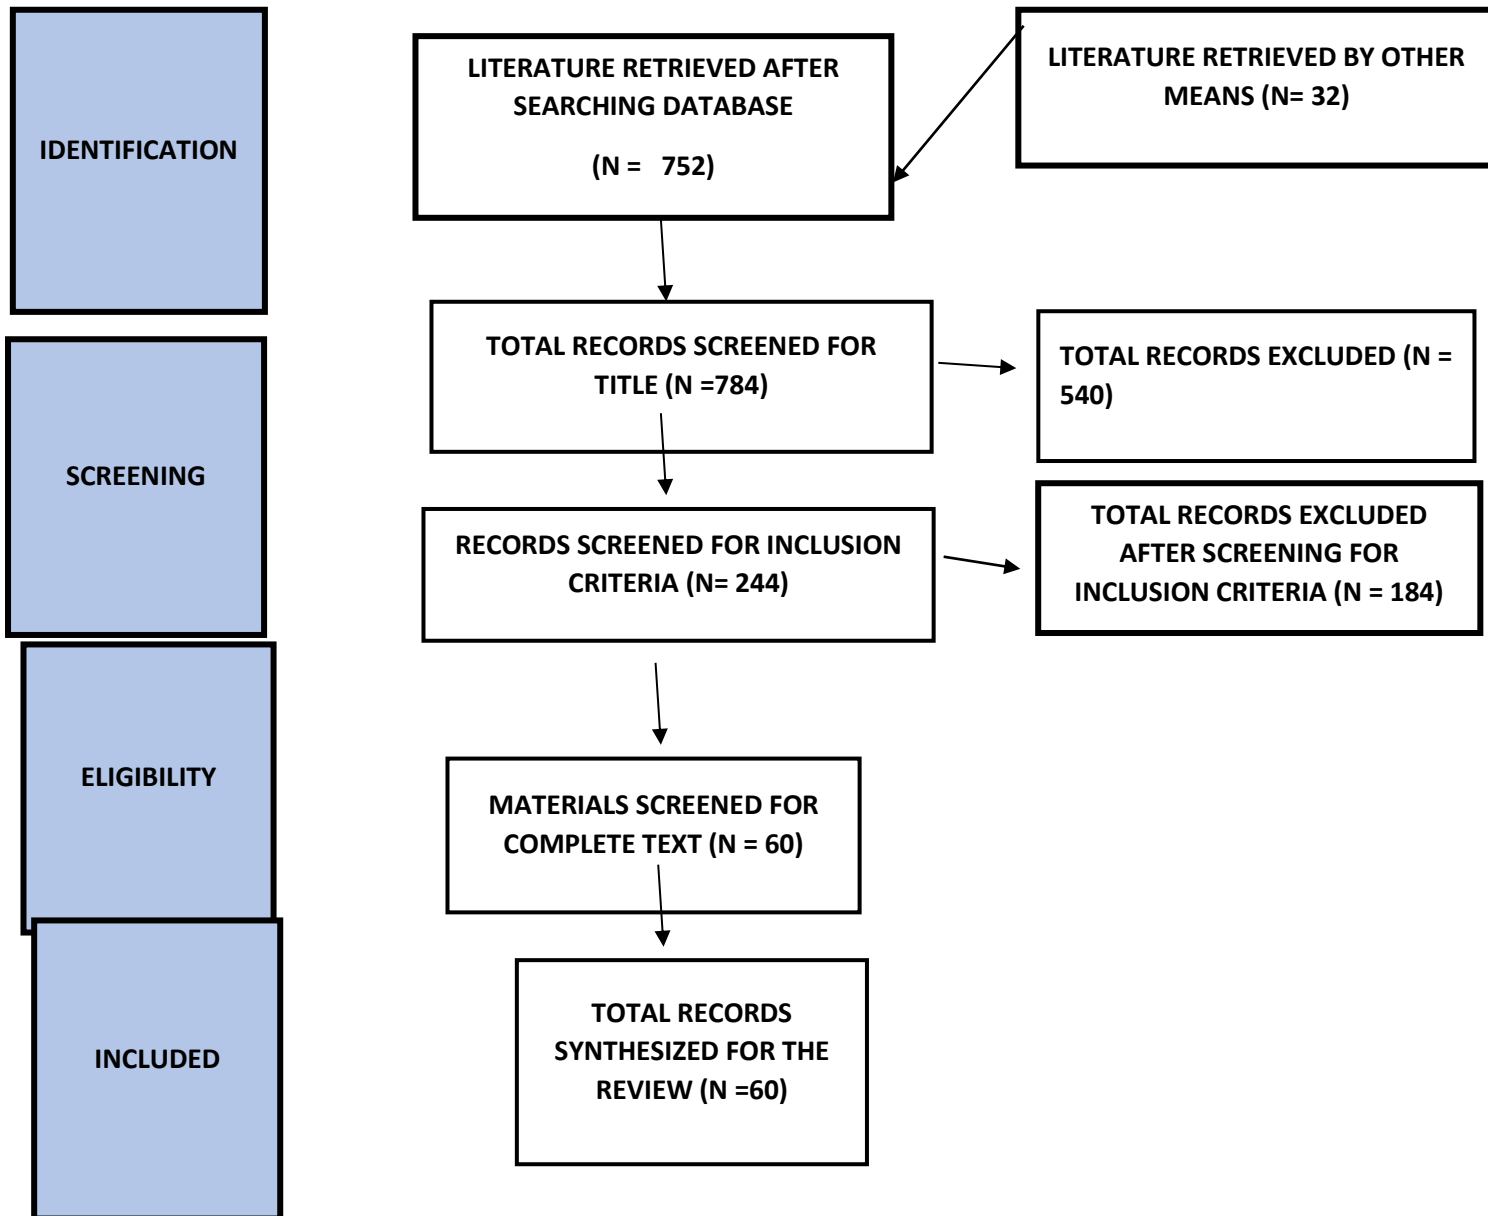 IDENTIFICATION
LITERATURE RETRIEVED AFTER
SEARCHING DATABASE
(N = 752)
LITERATURE RETRIEVED BY OTHER
MEANS (N= 32)
SCREENING
TOTAL RECORDS SCREENED FOR
TITLE (N =784)
TOTAL RECORDS EXCLUDED (N =
540)
RECORDS SCREENED FOR INCLUSION
CRITERIA (N= 244)
TOTAL RECORDS EXCLUDED
AFTER SCREENING FOR
INCLUSION CRITERIA (N = 184)
ELIGIBILITY
MATERIALS SCREENED FOR
COMPLETE TEXT (N = 60)
INCLUDED
TOTAL RECORDS
SYNTHESIZED FOR THE
REVIEW (N =60)